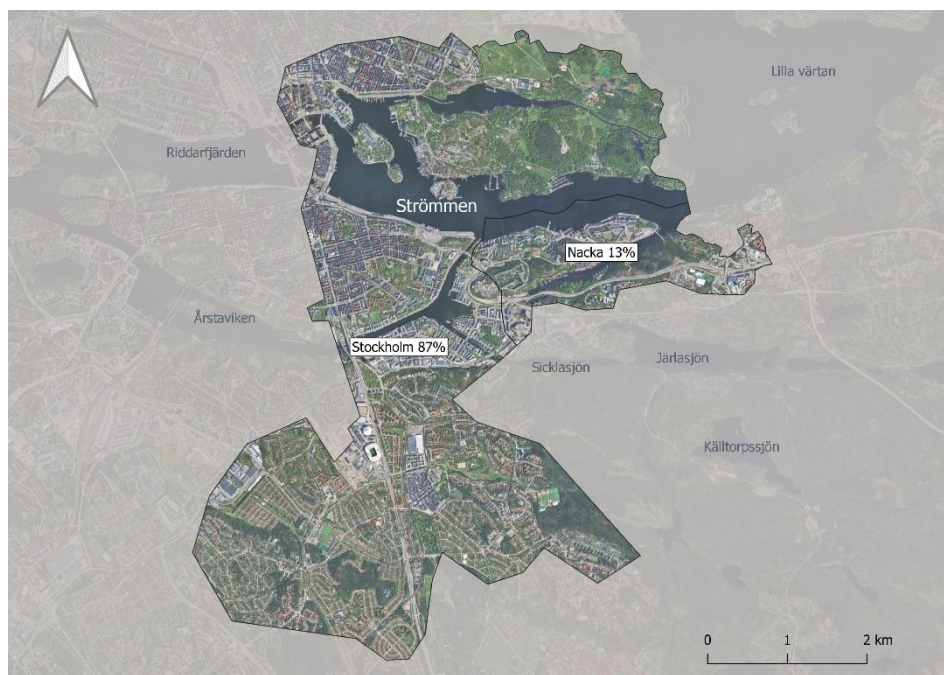 Lilla värtan
Riddarfjärden
Strömmen
Nacka 13%
Årstaviken
Stockholm 87%
Sicklasjön
Järlasjön
Källtorpssjön
0 1 2 km